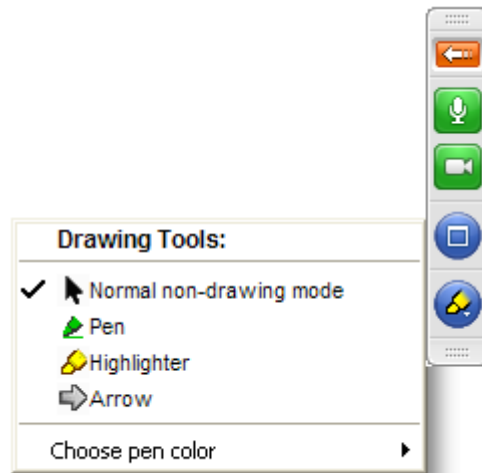 Drawing Tools:
Normal non-drawing mode
Pen
Highlighter
Arrow
Choose pen color